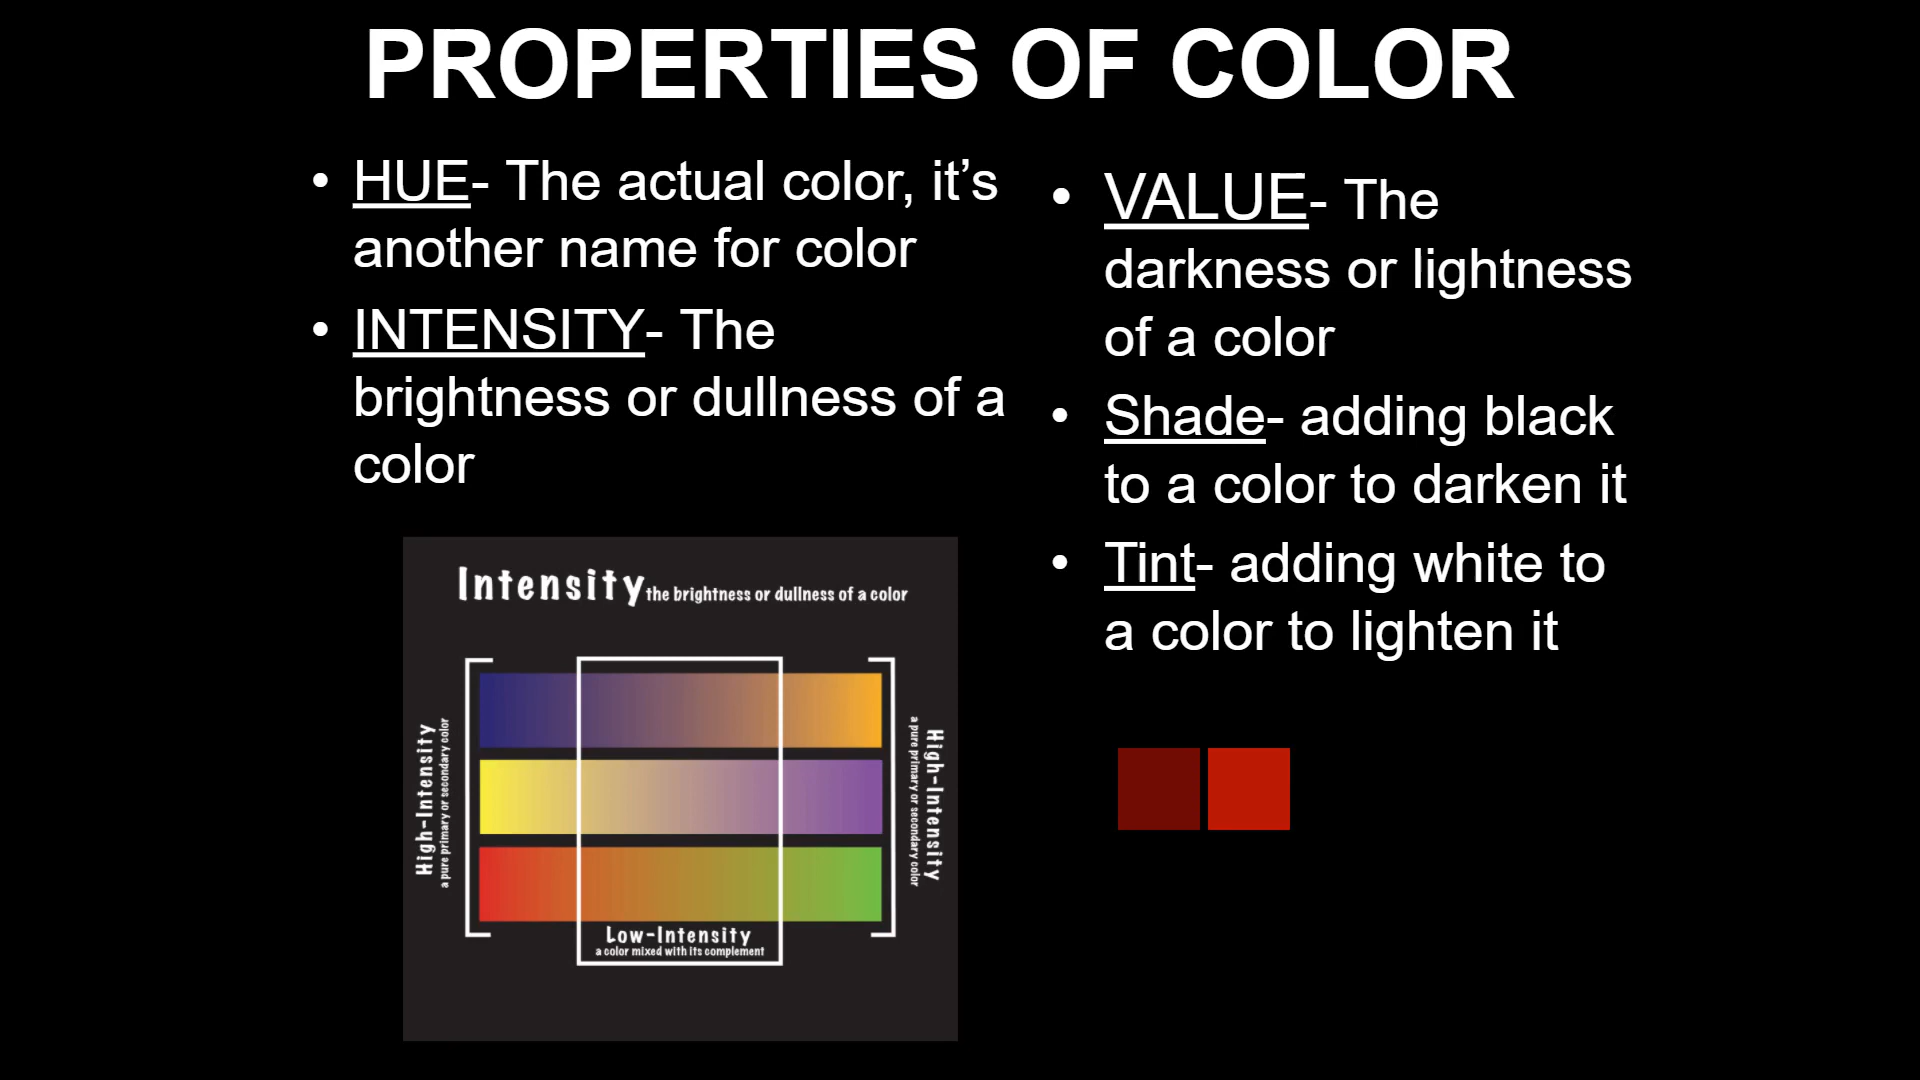 PROPERTIES OF COLOR
• HUE- The actual color, it’s
another name for color
• INTENSITY- The
brightness or dullness of a
color
• VALUE- The
darkness or lightness
of a color
• Shade- adding black
to a color to darken it
• Tint- adding white to
a color to lighten it
Intensity the brightness or dullness of a color
High-Intensity
a pure primary or secondary color
High-Intensity
a pure primary or secondary color
Low-Intensity
a color mixed with its complement